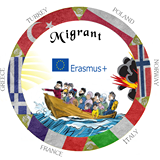 TURKEY
POLAND
Migrant
GREECE
NORWAY
Erasmus+
FRANCE
ITALY